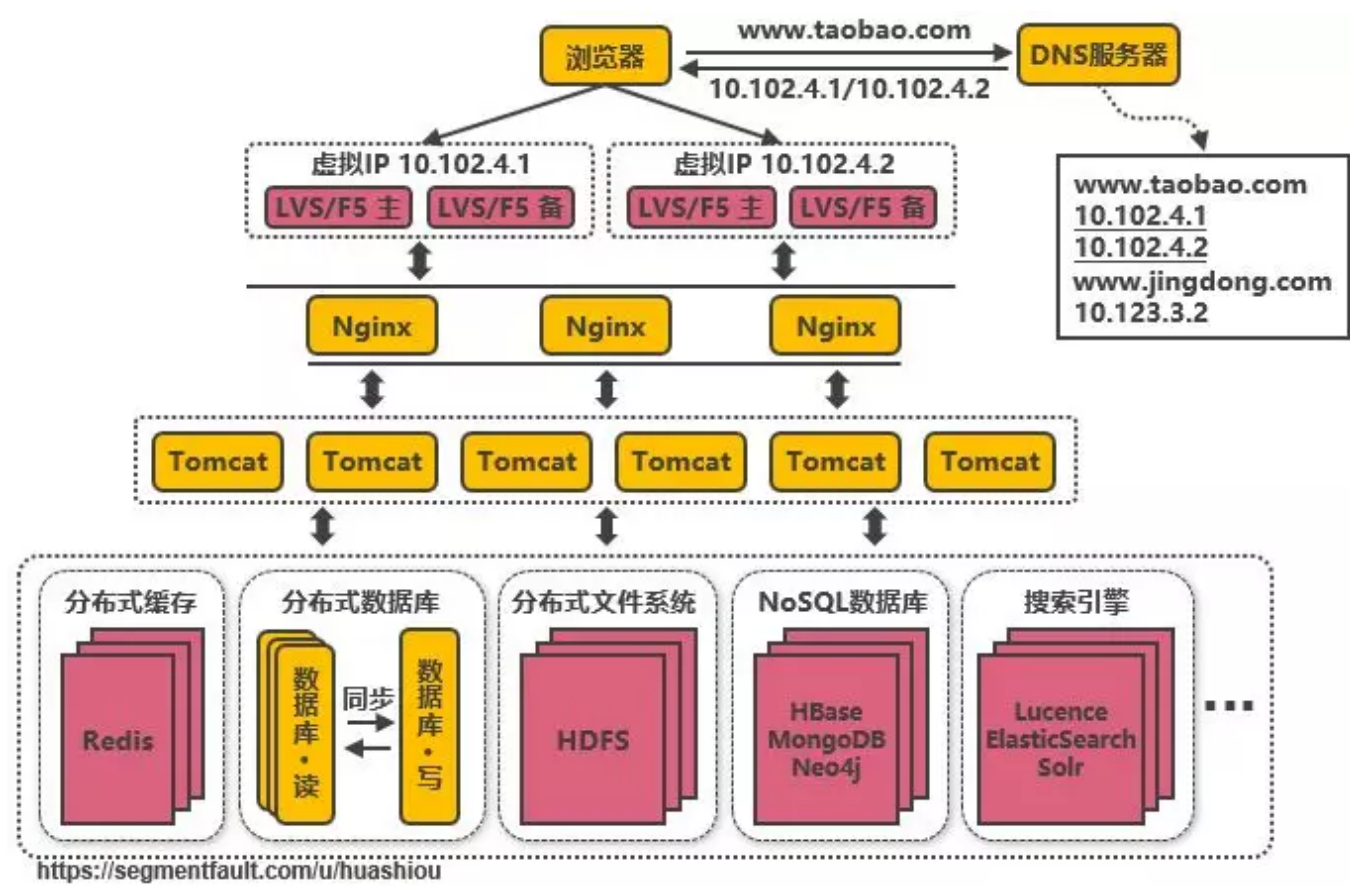 www.taobao.com
浏览器
DNS服务器
10.102.4.1/10.102.4.2
虚拟IP 10.102.4.1
虚拟IP 10.102.4.2
LVS/F5 主
LVS/F5 备
LVS/F5 主
LVS/F5 备
www.taobao.com
10.102.4.1
10.102.4.2
www.jingdong.com
10.123.3.2
Nginx
Nginx
Nginx
Tomcat
Tomcat
Tomcat
Tomcat
Tomcat
Tomcat
分布式缓存
Redis
分布式数据库
数据库·读
同步
数据库·写
分布式文件系统
HDFS
NoSQL数据库
HBase
MongoDB
Neo4j
搜索引擎
Lucence
ElasticSearch
Solr
...
https://segmentfault.com/u/huashiou